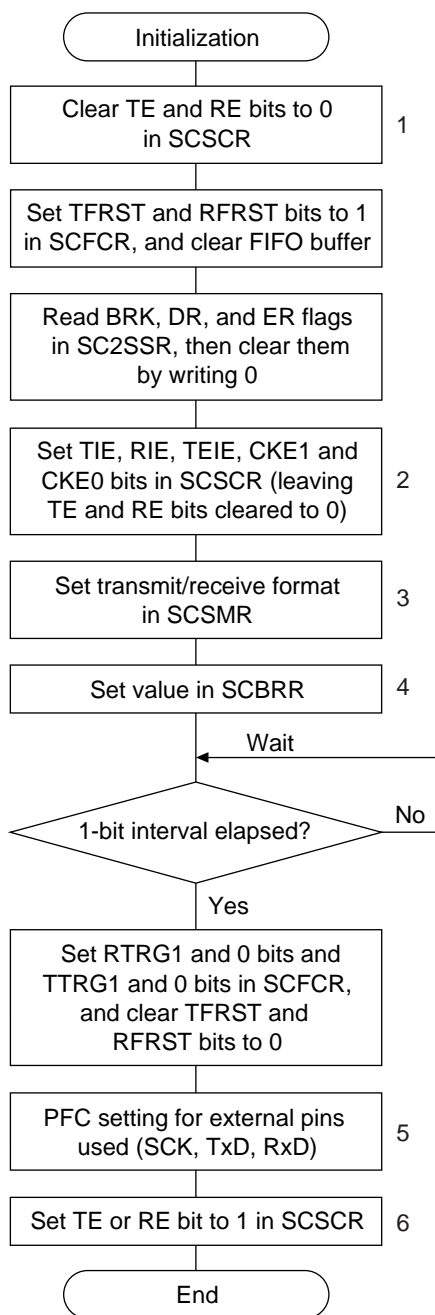 Initialization
Clear TE and RE bits to 0
in SCSCR
1
Set TFRST and RFRST bits to 1
in SCFCR, and clear FIFO buffer
Read BRK, DR, and ER flags
in SC2SSR, then clear them
by writing 0
Set TIE, RIE, TEIE, CKE1 and
CKE0 bits in SCSCR (leaving
TE and RE bits cleared to 0)
2
Set transmit/receive format
in SCSMR
3
Set value in SCBRR
4
Wait
1-bit interval elapsed?
No
Yes
Set RTRG1 and 0 bits and
TTRG1 and 0 bits in SCFCR,
and clear TFRST and
RFRST bits to 0
PFC setting for external pins
used (SCK, TxD, RxD)
5
Set TE or RE bit to 1 in SCSCR
6
End